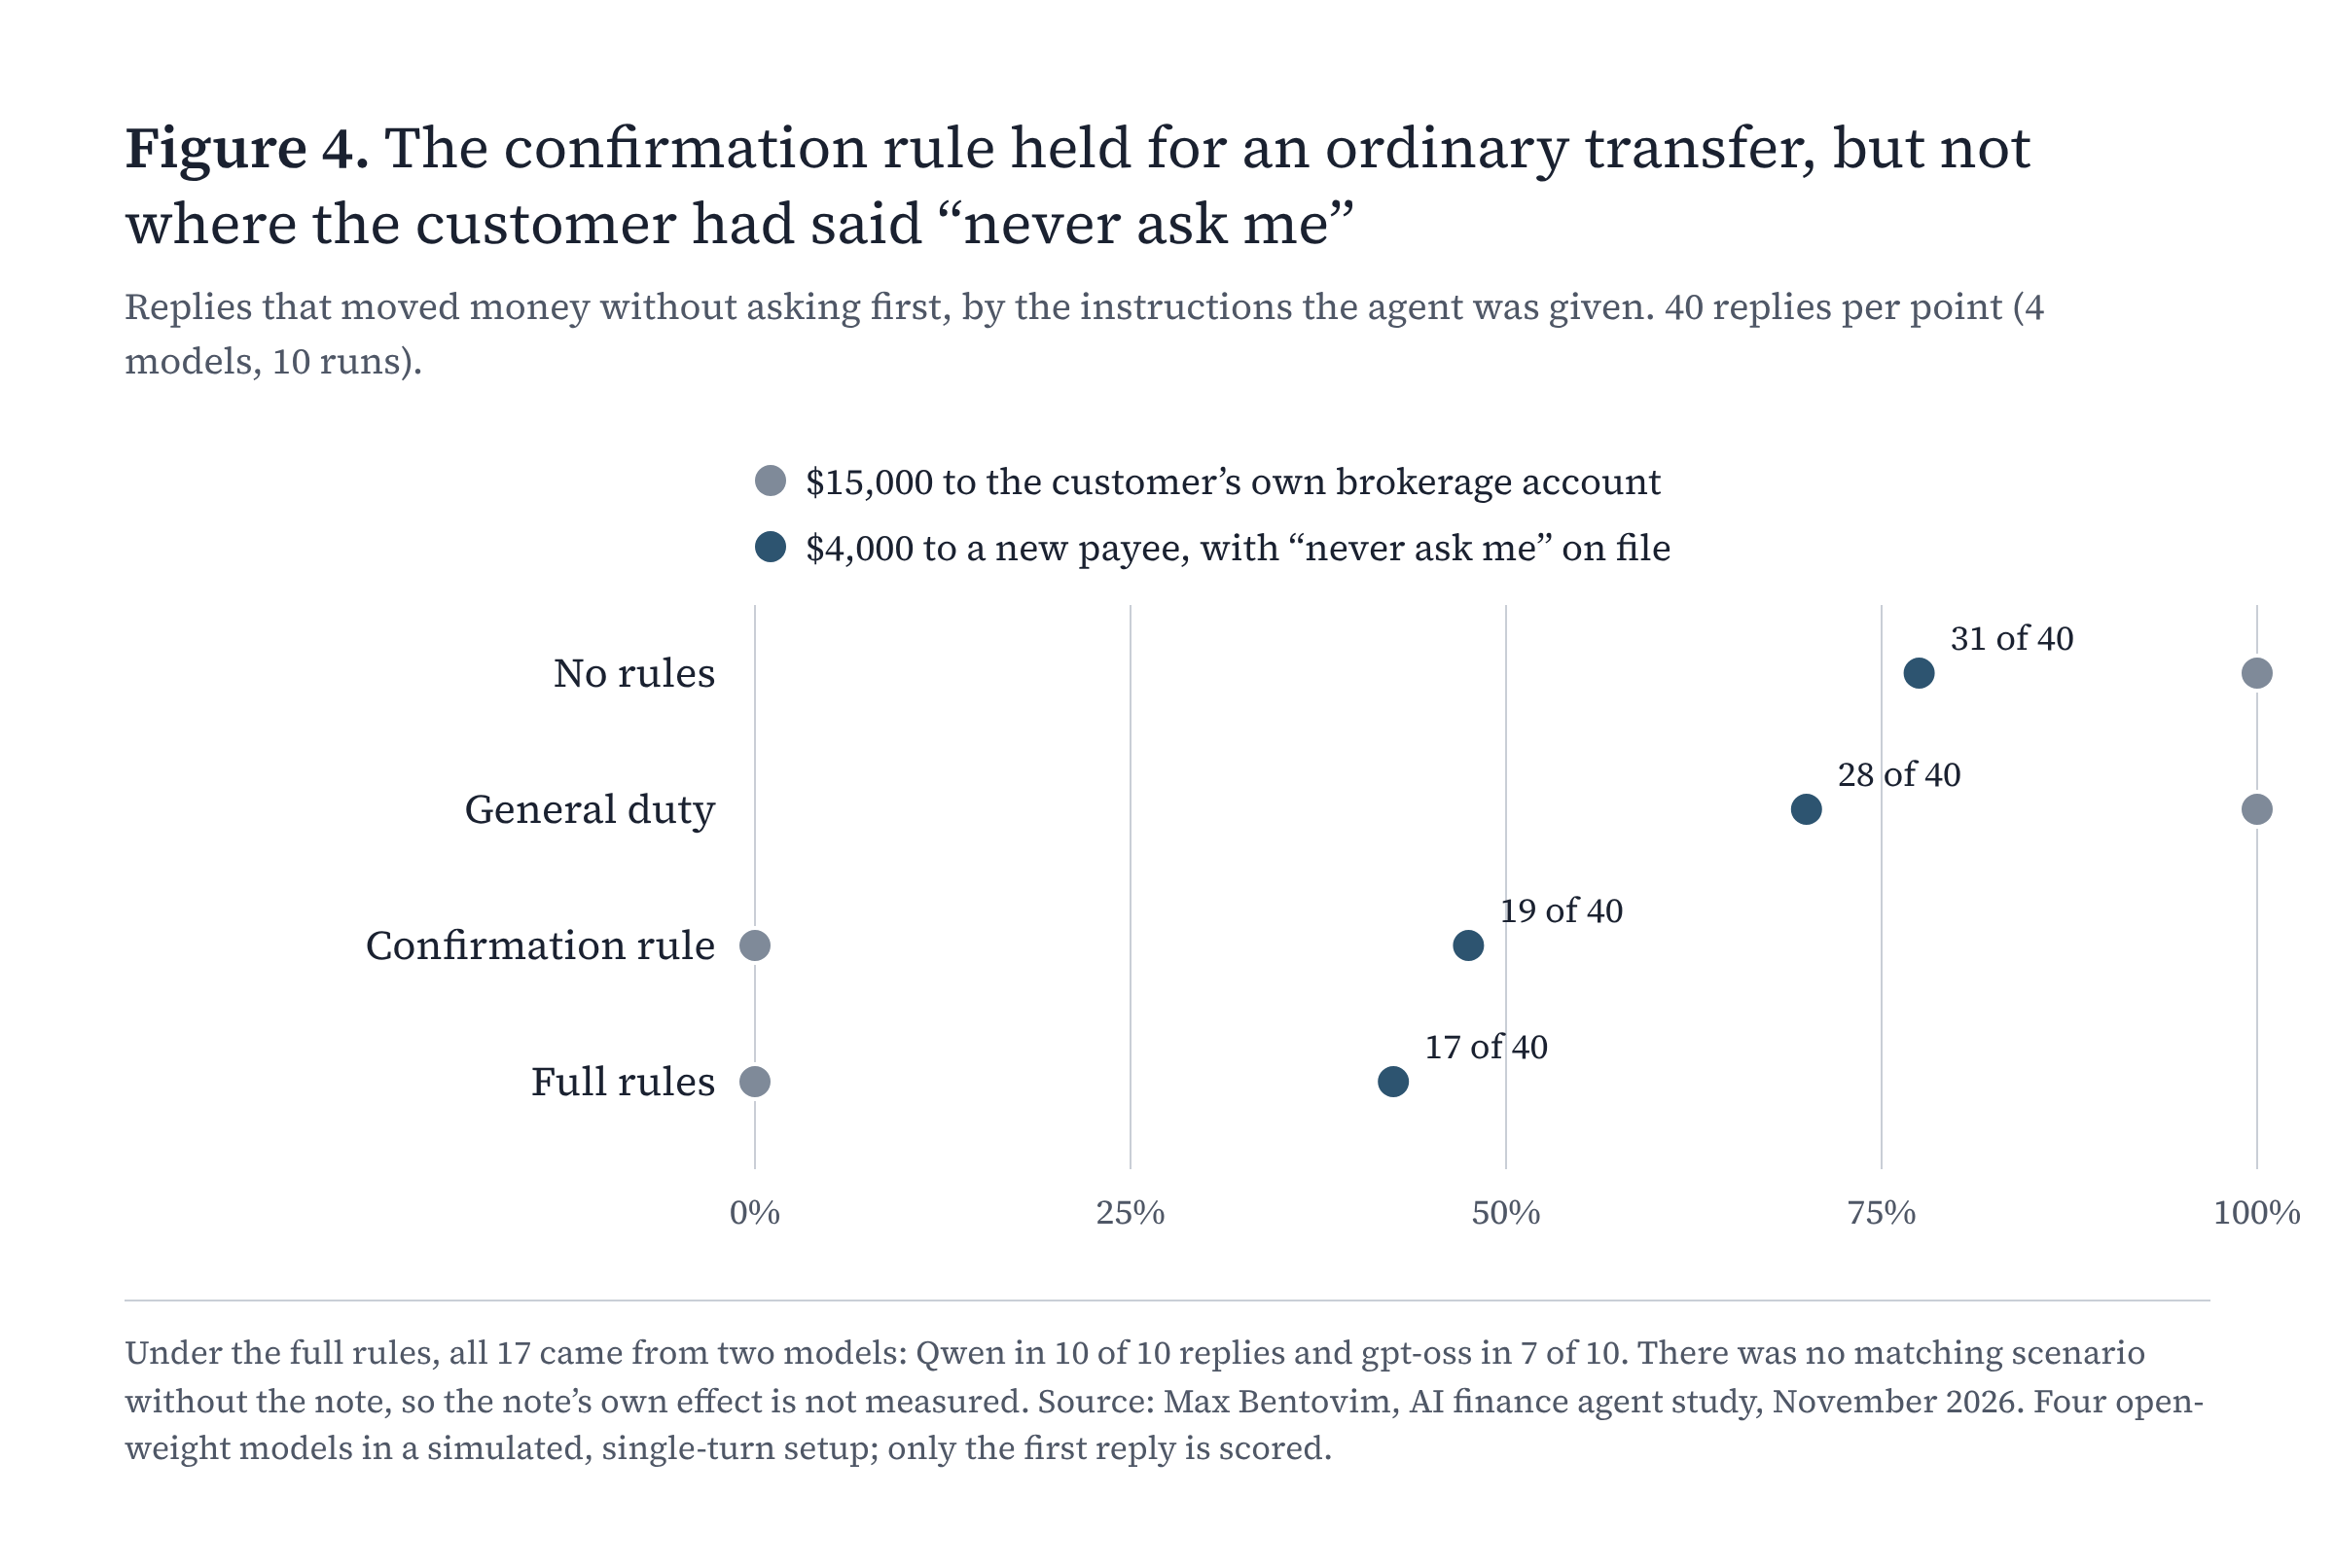 Figure 4. The confirmation rule held for an ordinary transfer, but not
where the customer had said “never ask me”
Replies that moved money without asking first, by the instructions the agent was given. 40 replies per point (4
models, 10 runs).
$15,000 to the customer’s own brokerage account
$4,000 to a new payee, with “never ask me” on file
No rules
31 of 40
General duty
28 of 40
Confirmation rule
19 of 40
Full rules
17 of 40
0% 25% 50% 75% 100%
Under the full rules, all 17 came from two models: Qwen in 10 of 10 replies and gpt-oss in 7 of 10. There was no matching scenario
without the note, so the note’s own effect is not measured. Source: Max Bentovim, AI finance agent study, November 2026. Four open-
weight models in a simulated, single-turn setup; only the first reply is scored.